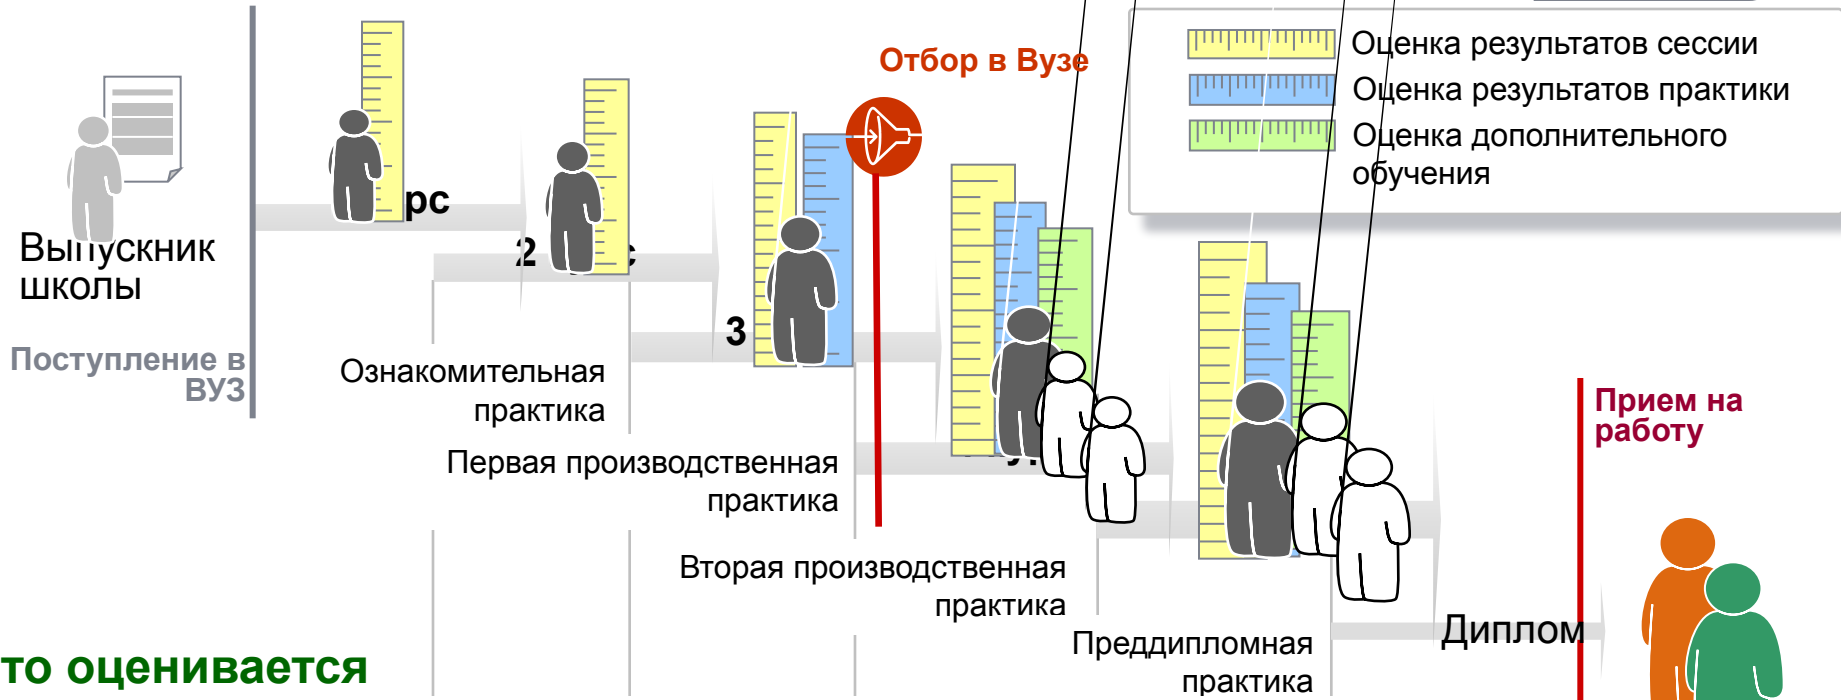 Отбор в Вузе
Оценка результатов сессии
Оценка результатов практики
Оценка дополнительного
обучения
рс
Выпускник
школы
2
3
Поступление в
ВУЗ
Ознакомительная
практика
Прием на
работу
Первая производственная
практика
Вторая производственная
практика
Диплом
Преддипломная
практика
то оценивается